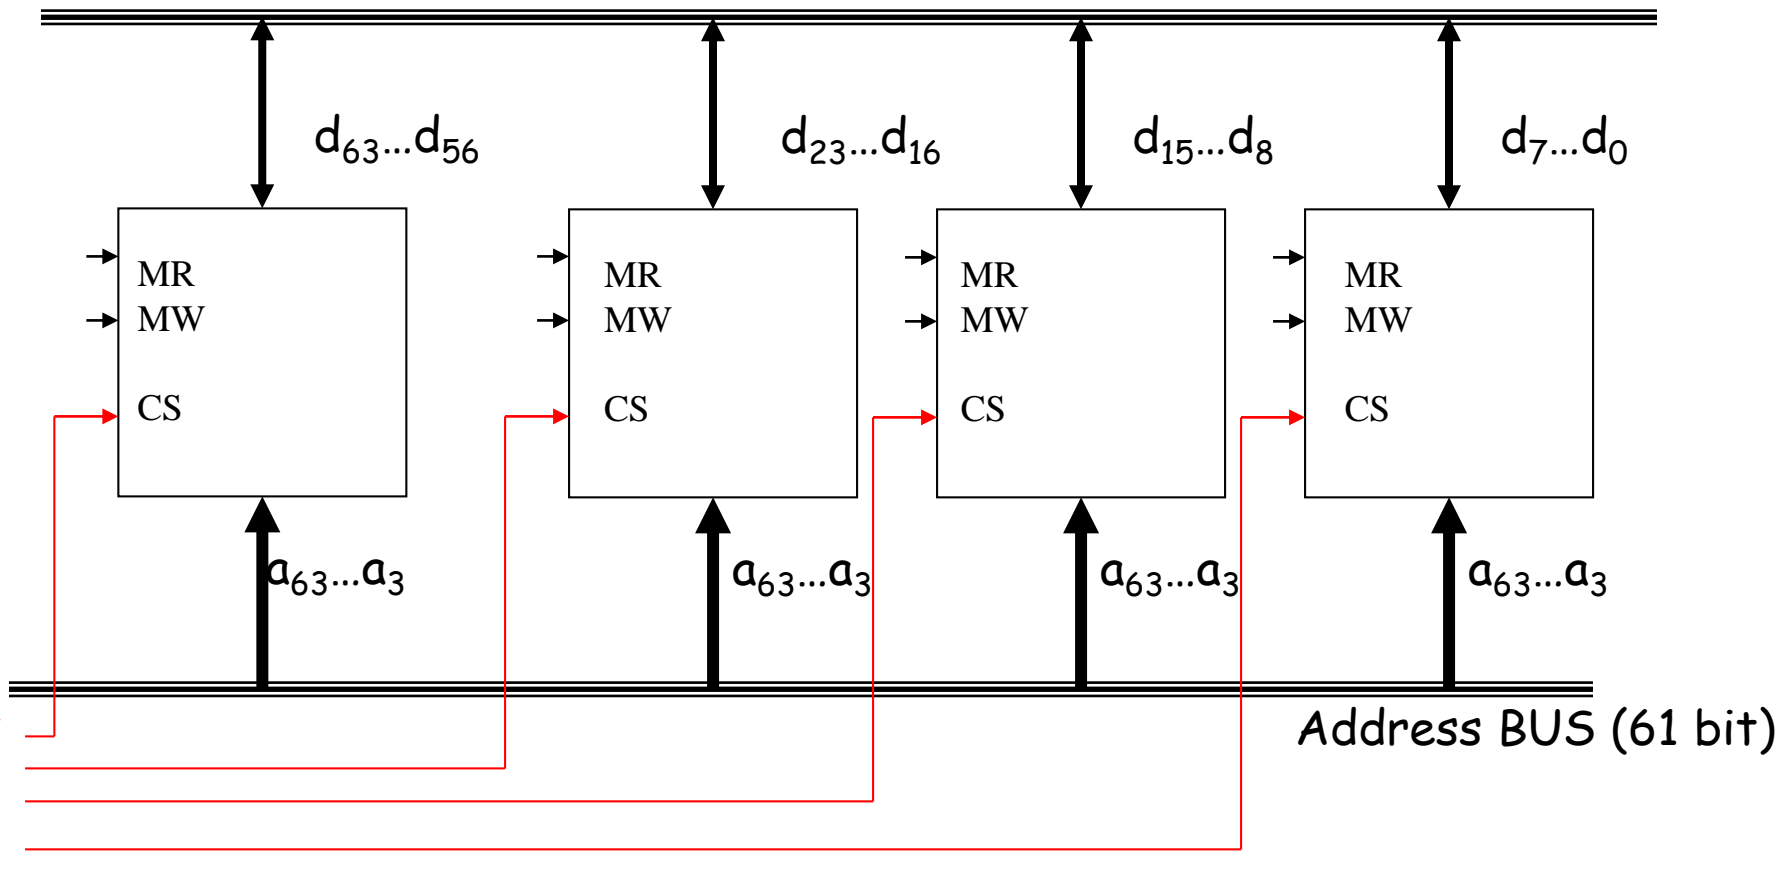 d₆₃...d₅₆ d₂₃...d₁₆ d₁₅...d₈ d₇...d₀
MR MR MR MR
MW MW MW MW
CS CS CS CS
a₆₃...a₃ a₆₃...a₃ a₆₃...a₃ a₆₃...a₃
Address BUS (61 bit)